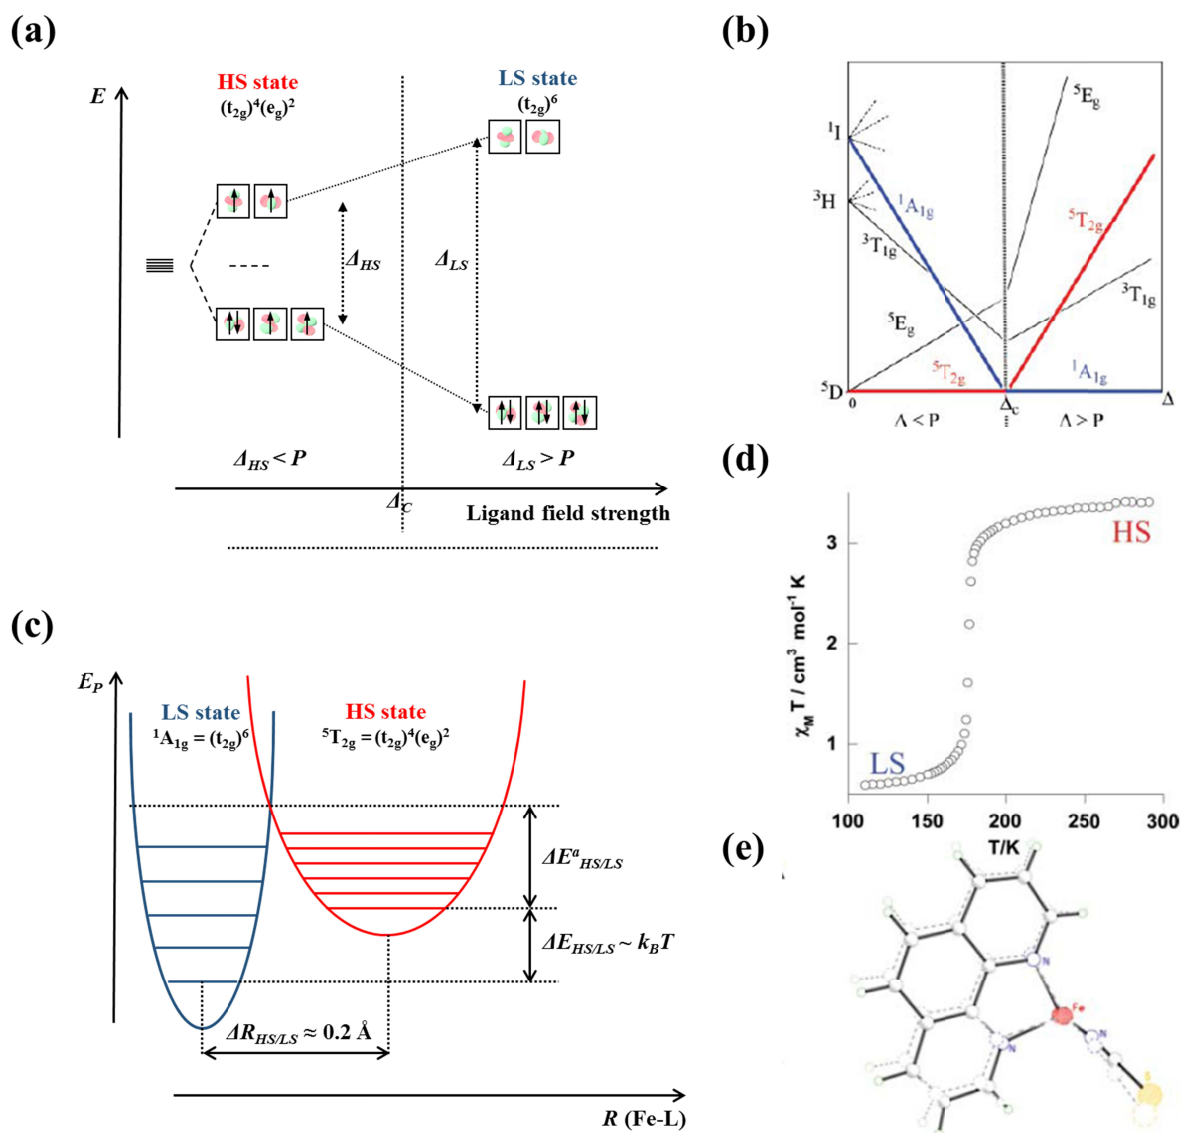 (a)
HS state
(t2g)4(eg)2
LS state
(t2g)6
E
ΔHS
ΔLS
ΔHS < P
ΔLS > P
ΔC
Ligand field strength
(b)
1I
3H
5D
1A1g
3T1g
5Eg
5T2g
5Eg
5T2g
3T1g
1A1g
0
Δc
Δ
Δ < P
Δ > P
(c)
EP
LS state
1A1g = (t2g)6
HS state
5T2g = (t2g)4(eg)2
ΔEaHS/LS
ΔEHS/LS ~ kBT
ΔRHS/LS ≈ 0.2 Å
R (Fe-L)
(d)
χM T / cm3 mol-1 K
3
2
1
HS
LS
100
150
200
250
300
T/K
(e)
N
Fe
N
N
S